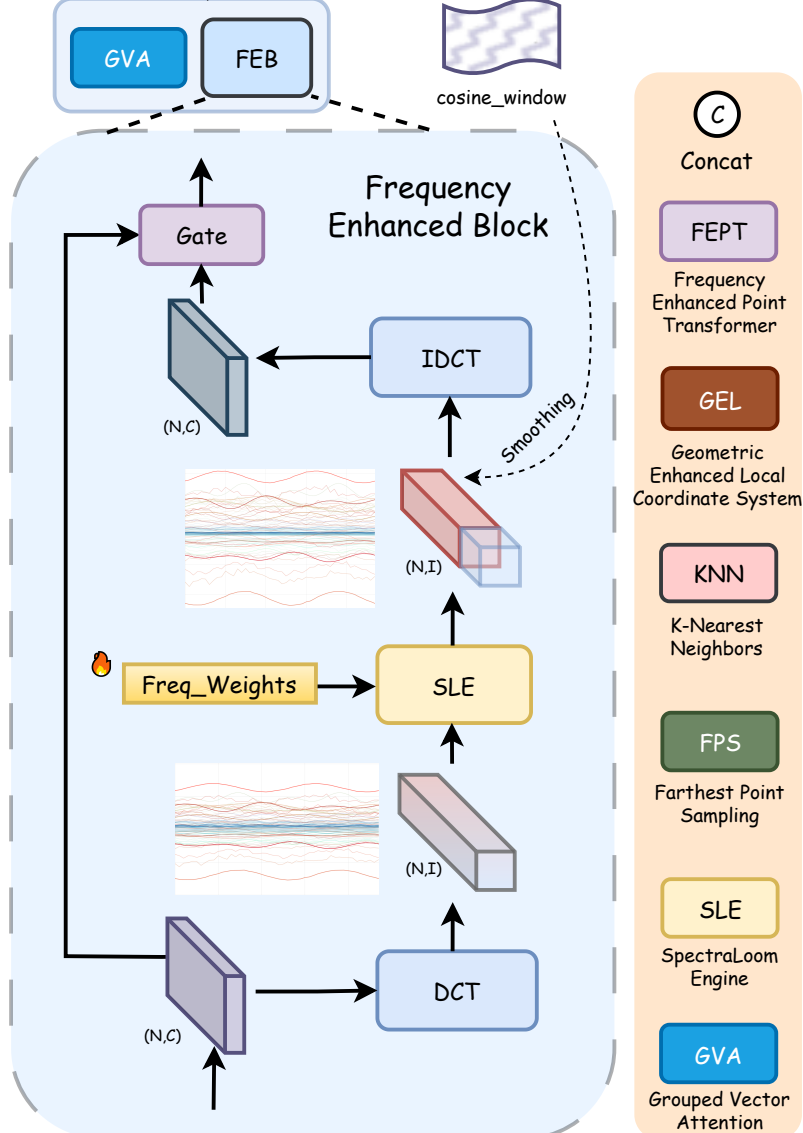 GVA
FEB
cosine_window
Frequency
Enhanced Block
Gate
IDCT
(N,C)
Smoothing
(N,I)
Freq_Weights
SLE
(N,I)
(N,C)
DCT
C
Concat
FEPT
Frequency
Enhanced Point
Transformer
GEL
Geometric
Enhanced Local
Coordinate System
KNN
K-Nearest
Neighbors
FPS
Farthest Point
Sampling
SLE
SpectraLoom
Engine
GVA
Grouped Vector
Attention